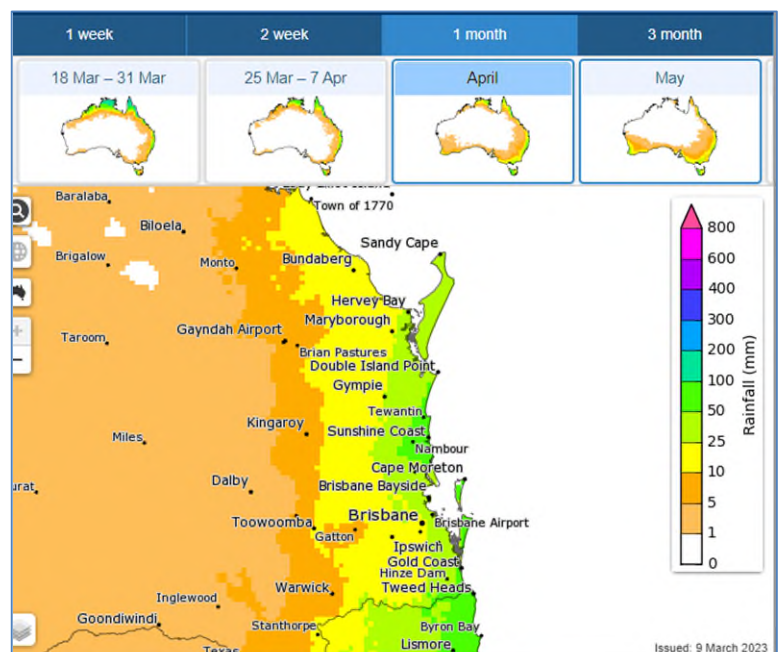 1 week
2 week
1 month
3 month
18 Mar – 31 Mar
25 Mar – 7 Apr
April
May
Baralaba
Town of 1770
Biloela
Sandy Cape
Brigalow
Monto
Bundaberg
Hervey Bay
Maryborough
Taroom
Gayndah Airport
Brian Pastures
Double Island Point
Gympie
Tewantin
Kingaroy
Sunshine Coast
Miles
Nambour
Cape Moreton
Dalby
Brisbane Bayside
urat
Toowoomba
Brisbane
Brisbane Airport
Gatton
Ipswich
Gold Coast
Hinze Dam
Warwick
Tweed Heads
Inglewood
Goondiwindi
Stanthorpe
Byron Bay
Texas
Lismore
800
600
400
300
200
100
50
25
10
5
1
0
Rainfall (mm)
Issued: 9 March 2023